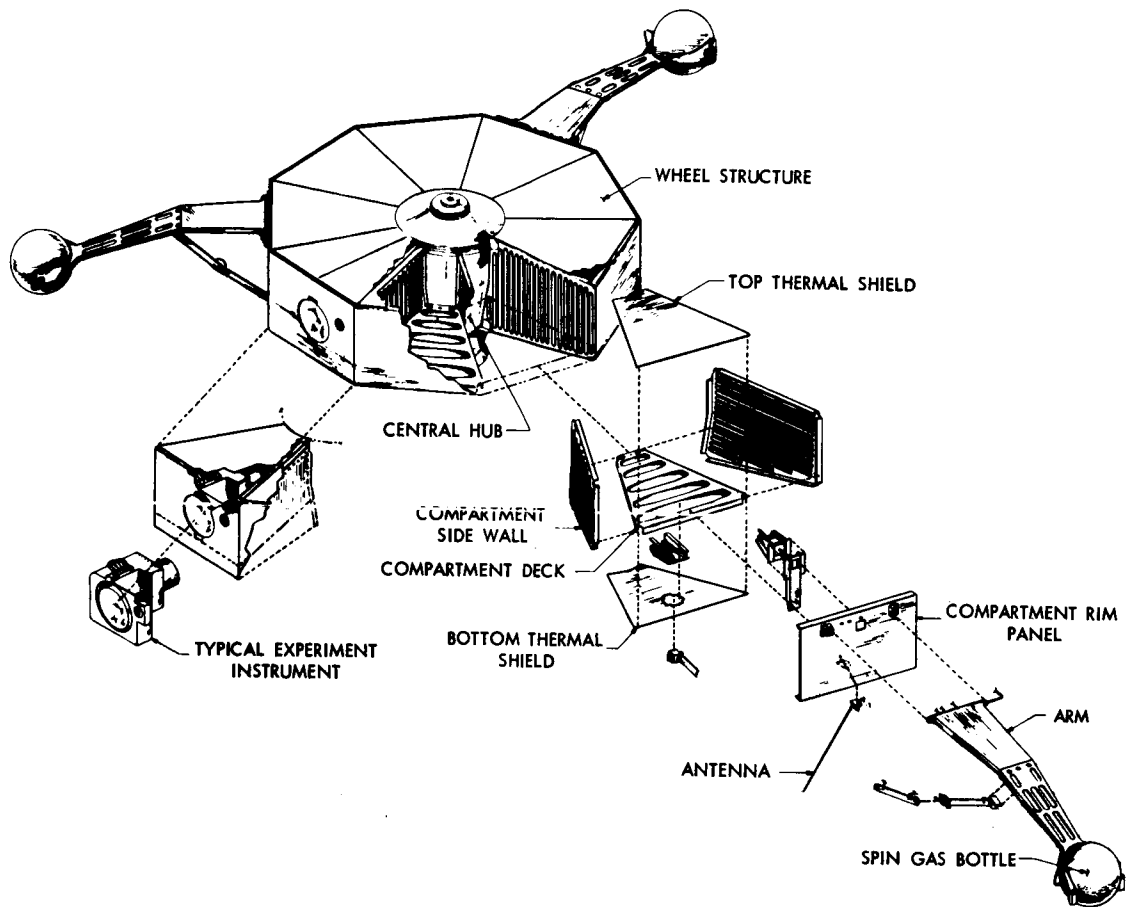 WHEEL STRUCTURE
TOP THERMAL SHIELD
CENTRAL HUB
COMPARTMENT
SIDE WALL
COMPARTMENT DECK
COMPARTMENT RIM
PANEL
TYPICAL EXPERIMENT
INSTRUMENT
BOTTOM THERMAL
SHIELD
ARM
ANTENNA
SPIN GAS BOTTLE